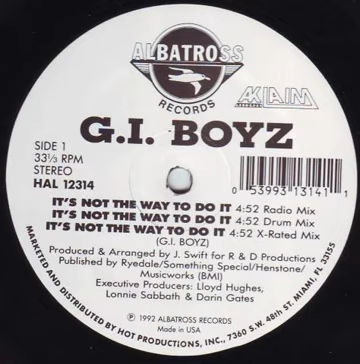 ALBATROSS
RECORDS
AKLAIM
RECORDS
G.I. BOYZ
SIDE 1
33⅓ RPM
STEREO
HAL 12314
0 53993 13141 1
IT'S NOT THE WAY TO DO IT 4:52 Radio Mix
IT'S NOT THE WAY TO DO IT 4:52 Drum Mix
IT'S NOT THE WAY TO DO IT 4:52 X-Rated Mix
(G.I. BOYZ)
Produced & Arranged by J. Swift for R & D Productions
Published by Ryedale/Something Special/Henstone/
Musicworks (BMI)
Executive Producers: Lloyd Hughes,
Lonnie Sabbath & Darin Gates
℗ 1992 ALBATROSS RECORDS
Made in USA
MARKETED AND DISTRIBUTED BY HOT PRODUCTIONS, INC., 7360 S.W. 48th ST. MIAMI, FL 33155